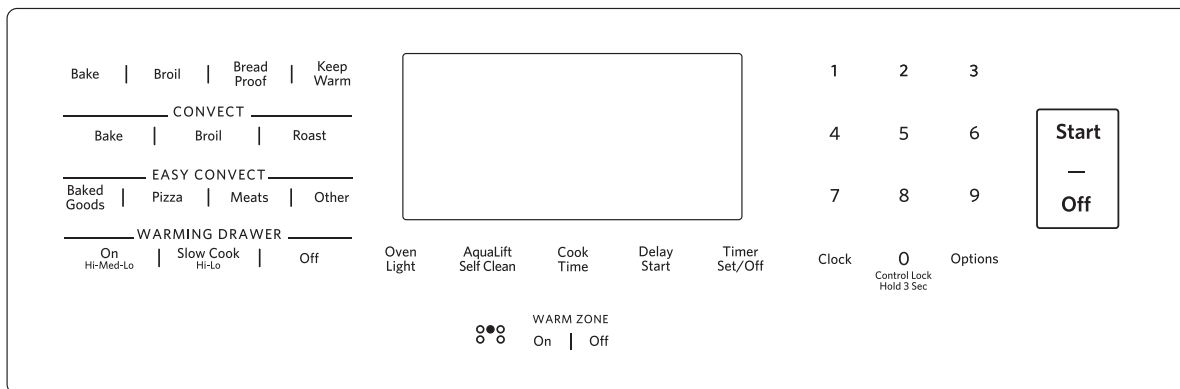 Bake | Broil | Bread Proof | Keep Warm
CONVECT
Bake | Broil | Roast
EASY CONVECT
Baked Goods | Pizza | Meats | Other
WARMING DRAWER
On Hi-Med-Lo | Slow Cook Hi-Lo | Off
Oven Light
AquaLift Self Clean
Cook Time
Delay Start
Timer Set/Off
WARM ZONE
On | Off
1 2 3
4 5 6
7 8 9
Clock 0 Options
Control Lock
Hold 3 Sec
Start
—
Off